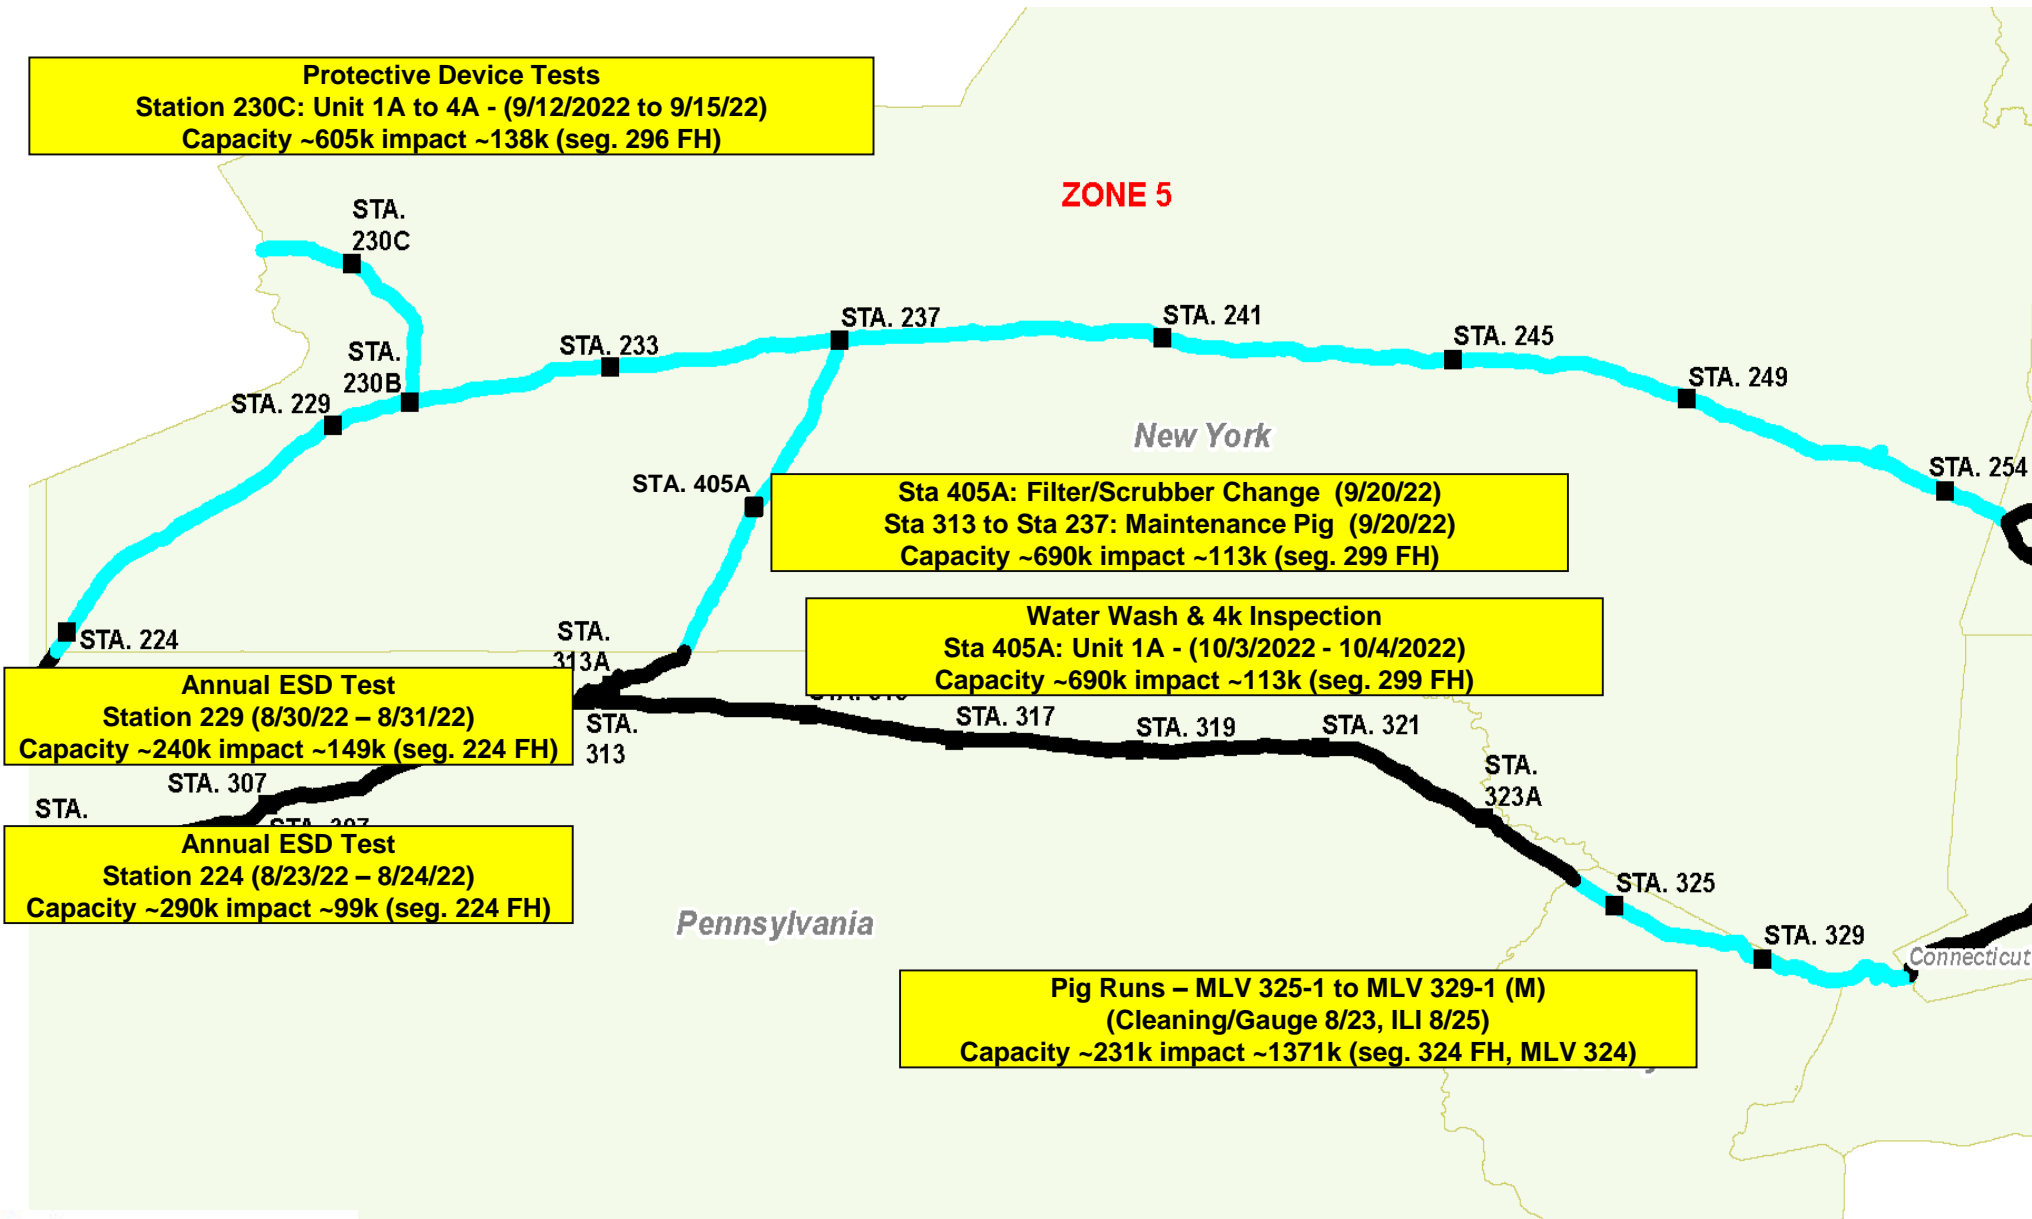 Protective Device Tests
Station 230C: Unit 1A to 4A - (9/12/2022 to 9/15/22)
Capacity ~605k impact ~138k (seg. 296 FH)
ZONE 5
STA.
230C
STA. 237
STA. 241
STA. 245
STA. 233
STA.
230B
STA. 249
STA. 229
New York
STA. 254
STA. 405A
Sta 405A: Filter/Scrubber Change (9/20/22)
Sta 313 to Sta 237: Maintenance Pig (9/20/22)
Capacity ~690k impact ~113k (seg. 299 FH)
STA. 224
STA.
313A
Water Wash & 4k Inspection
Sta 405A: Unit 1A - (10/3/2022 - 10/4/2022)
Capacity ~690k impact ~113k (seg. 299 FH)
Annual ESD Test
Station 229 (8/30/22 – 8/31/22)
Capacity ~240k impact ~149k (seg. 224 FH)
STA.
313
STA. 317
STA. 319
STA. 321
STA.
323A
STA. 307
STA.
Annual ESD Test
Station 224 (8/23/22 – 8/24/22)
Capacity ~290k impact ~99k (seg. 224 FH)
STA. 325
Pennsylvania
STA. 329
Connecticut
Pig Runs – MLV 325-1 to MLV 329-1 (M)
(Cleaning/Gauge 8/23, ILI 8/25)
Capacity ~231k impact ~1371k (seg. 324 FH, MLV 324)